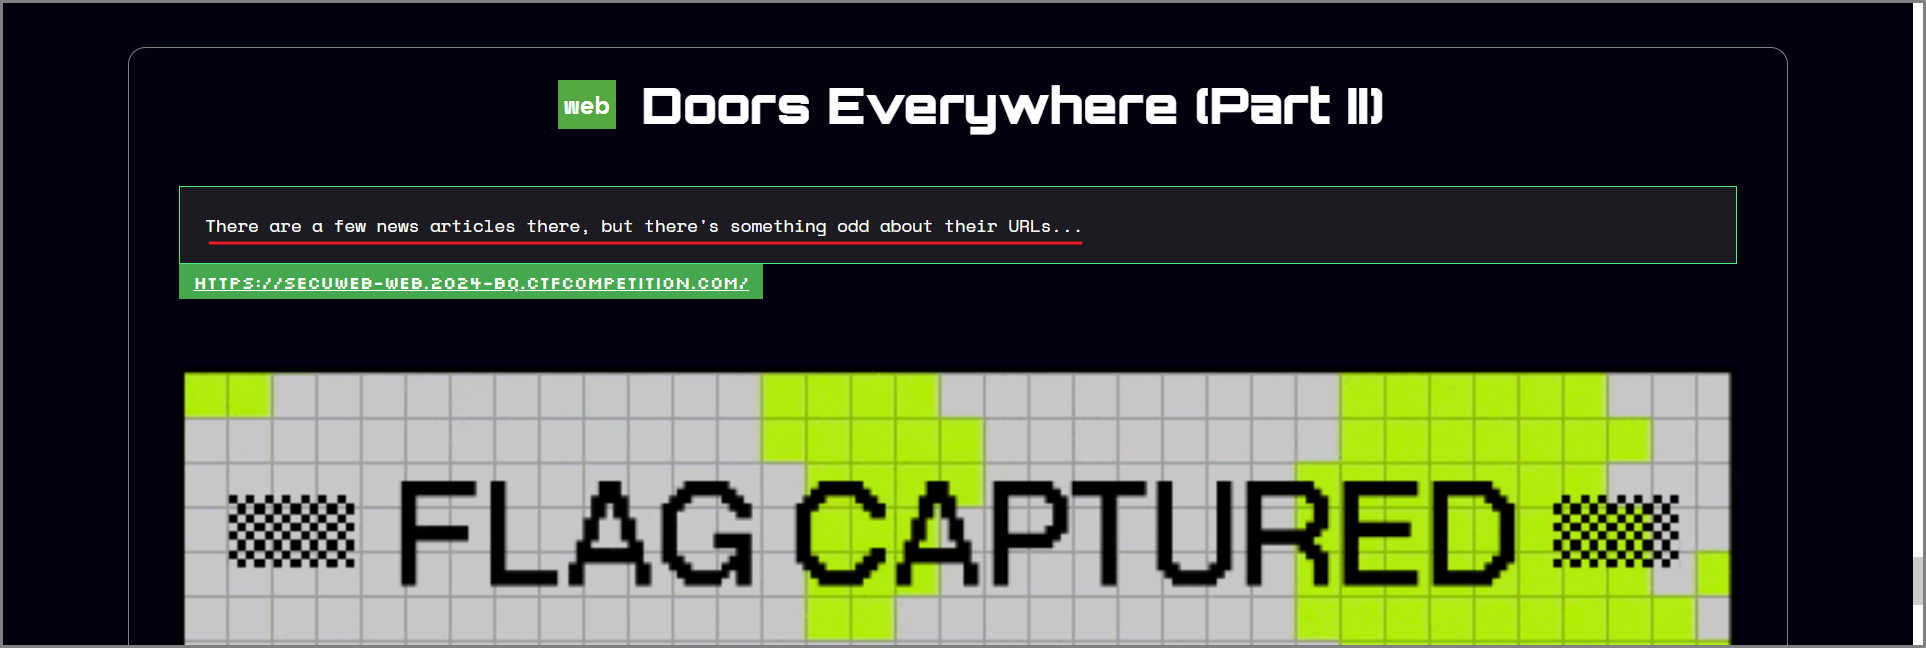 web Doors Everywhere (Part II)
There are a few news articles there, but there's something odd about their URLs...
HTTPS://SECUWEB-WEB.2024-BQ.CTFCOMPETITION.COM/
FLAG CAPTURED